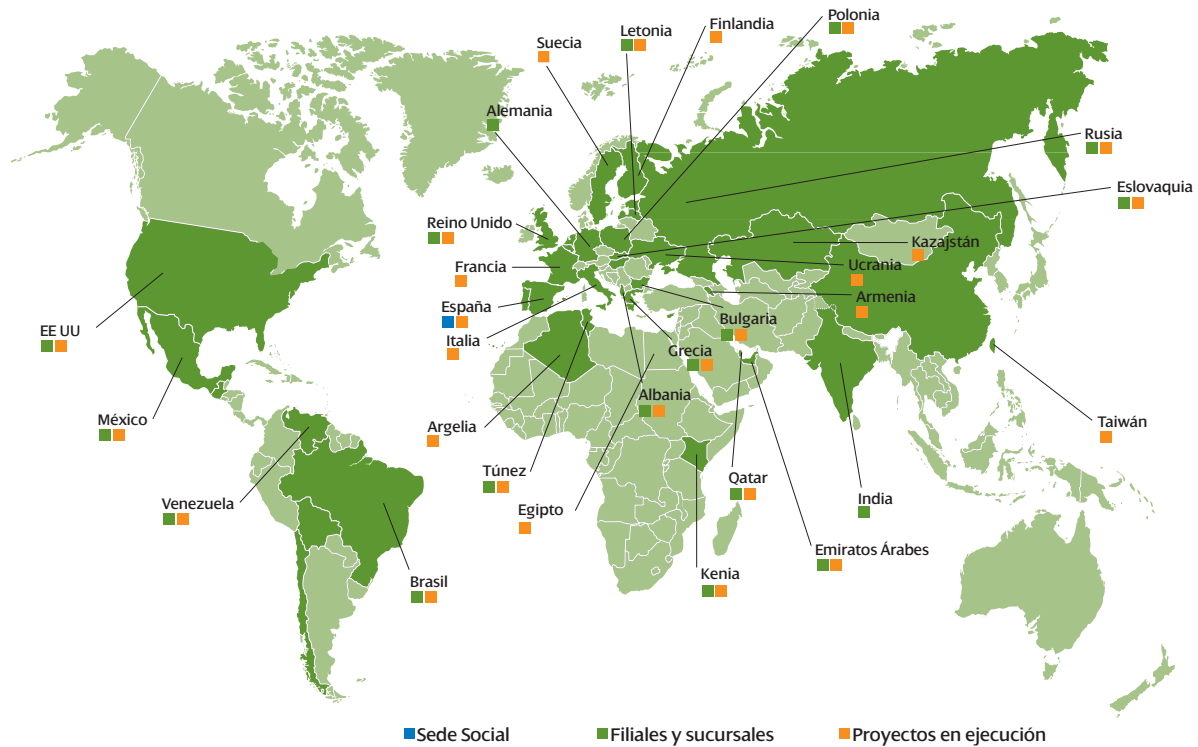 Polonia
Finlandia
Letonia
Suecia
Alemania
Rusia
Eslovaquia
Reino Unido
Kazajstán
Francia
Ucrania
Armenia
España
Bulgaria
EE UU
Italia
Grecia
Albania
México
Argelia
Taiwán
Túnez
Qatar
Venezuela
India
Egipto
Emiratos Árabes
Kenia
Brasil
Sede Social
Filiales y sucursales
Proyectos en ejecución